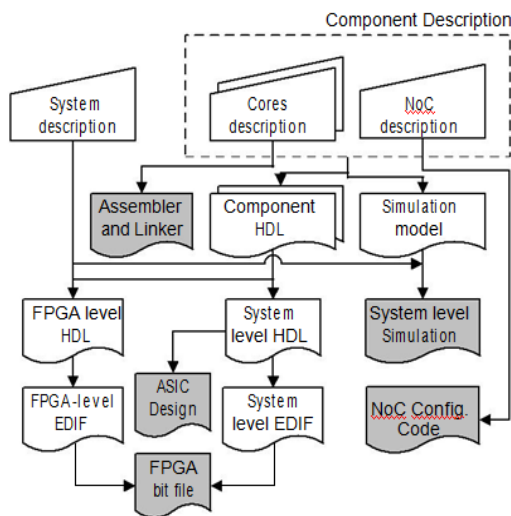 Component Description
System
description
Cores
description
NoC
description
Assembler
and Linker
Component
HDL
Simulation
model
FPGA level
HDL
System
level HDL
System level
Simulation
ASIC
Design
FPGA-level
EDIF
System
level EDIF
NoC Config.
Code
FPGA
bit file